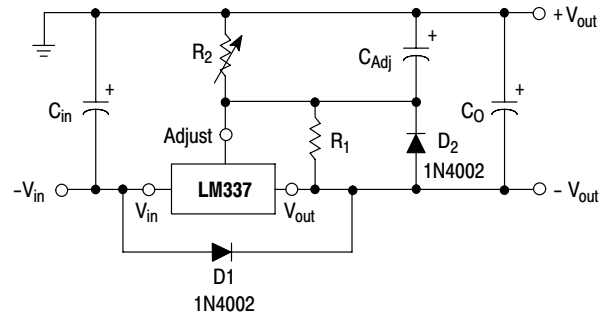 + Vout
R2
+
CAdj
+
+
Cin
CO
Adjust
R1
D2
1N4002
−Vin
Vin
LM337
Vout
− Vout
D1
1N4002